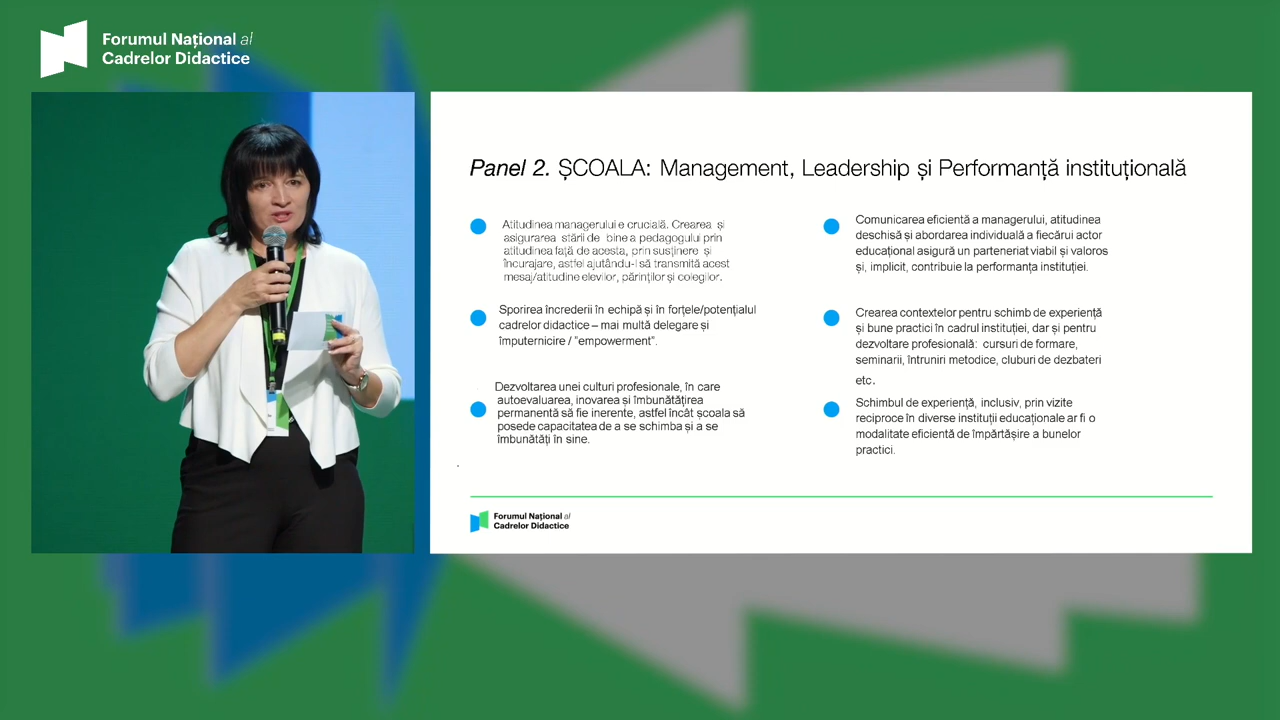 Forumul Național al
Cadrelor Didactice
Panel 2. ȘCOALA: Management, Leadership și Performanță instituțională
Atitudinea managerului e crucială. Crearea și
asigurarea stării de bine a pedagogului prin
atitudinea față de acesta, prin susținere și
încurajare, astfel ajutându-l să transmită acest
mesaj/atitudine elevilor, părinților și colegilor.
Sporirea încrederii în echipă și în forțele/potențialul
cadrelor didactice – mai multă delegare și
împuternicire / "empowerment".
Dezvoltarea unei culturi profesionale, în care
autoevaluarea, inovarea și îmbunătățirea
permanentă să fie inerente, astfel încât școala să
posede capacitatea de a se schimba și a se
îmbunătăți în sine.
Comunicarea eficientă a managerului, atitudinea
deschisă și abordarea individuală a fiecărui actor
educațional asigură un parteneriat viabil și valoros
și, implicit, contribuie la performanța instituției.
Crearea contextelor pentru schimb de experiență
și bune practici în cadrul instituției, dar și pentru
dezvoltare profesională: cursuri de formare,
seminarii, întruniri metodice, cluburi de dezbateri
etc.
Schimbul de experiență, inclusiv, prin vizite
reciproce în diverse instituții educaționale ar fi o
modalitate eficientă de împărtășire a bunelor
practici.
Forumul Național al
Cadrelor Didactice